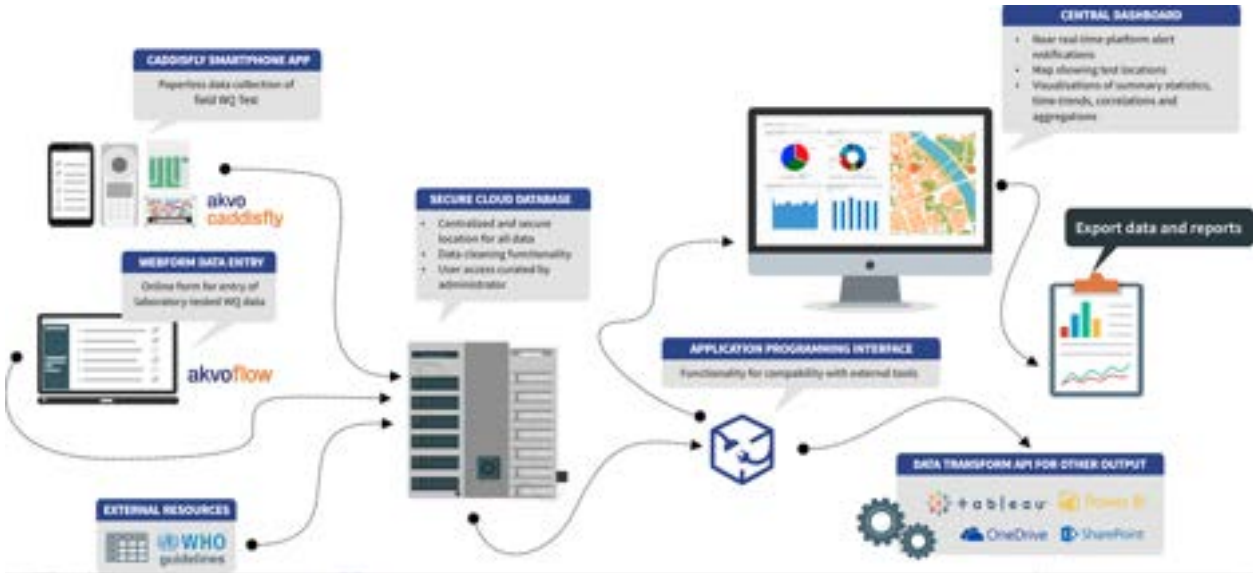 CADDISFLY SMARTPHONE APP
Paperless data collection of
field WQ Test
akvo
caddisfly
WEBFORM DATA ENTRY
Online form for entry of
laboratory tested WQ data
akvoflow
EXTERNAL RESOURCES
WHO
guidelines
SECURE CLOUD DATABASE
• Centralized and secure
location for all data
• Data cleaning functionality
• User access curated by
administrator
APPLICATION PROGRAMMING INTERFACE
Functionality for compability with external tools
CENTRAL DASHBOARD
• Near real-time platform alert
notifications
• Map showing test locations
• Visualisations of summary statistics,
time-trends, correlations and
aggregations
Export data and reports
DATA TRANSFORM API FOR OTHER OUTPUT
+ableau
Power BI
OneDrive
SharePoint